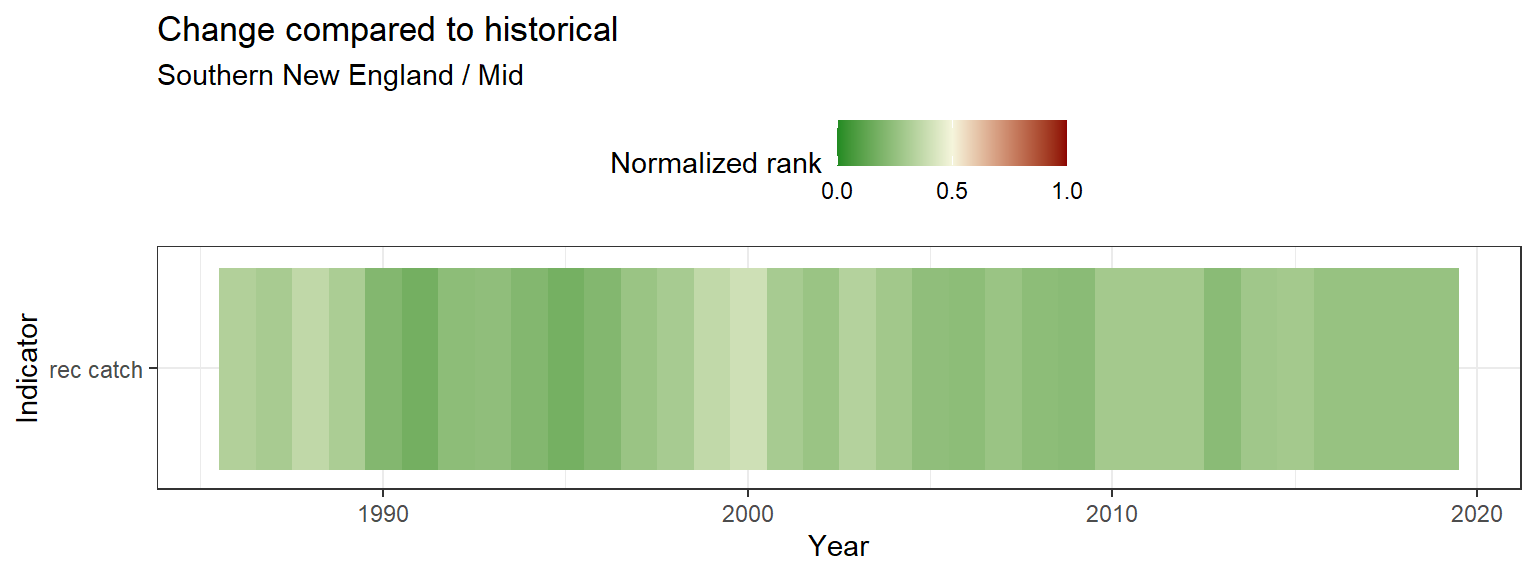 Change compared to historical
Southern New England / Mid
Normalized rank
0.0 0.5 1.0
Indicator
rec catch
1990 2000 2010 2020
Year